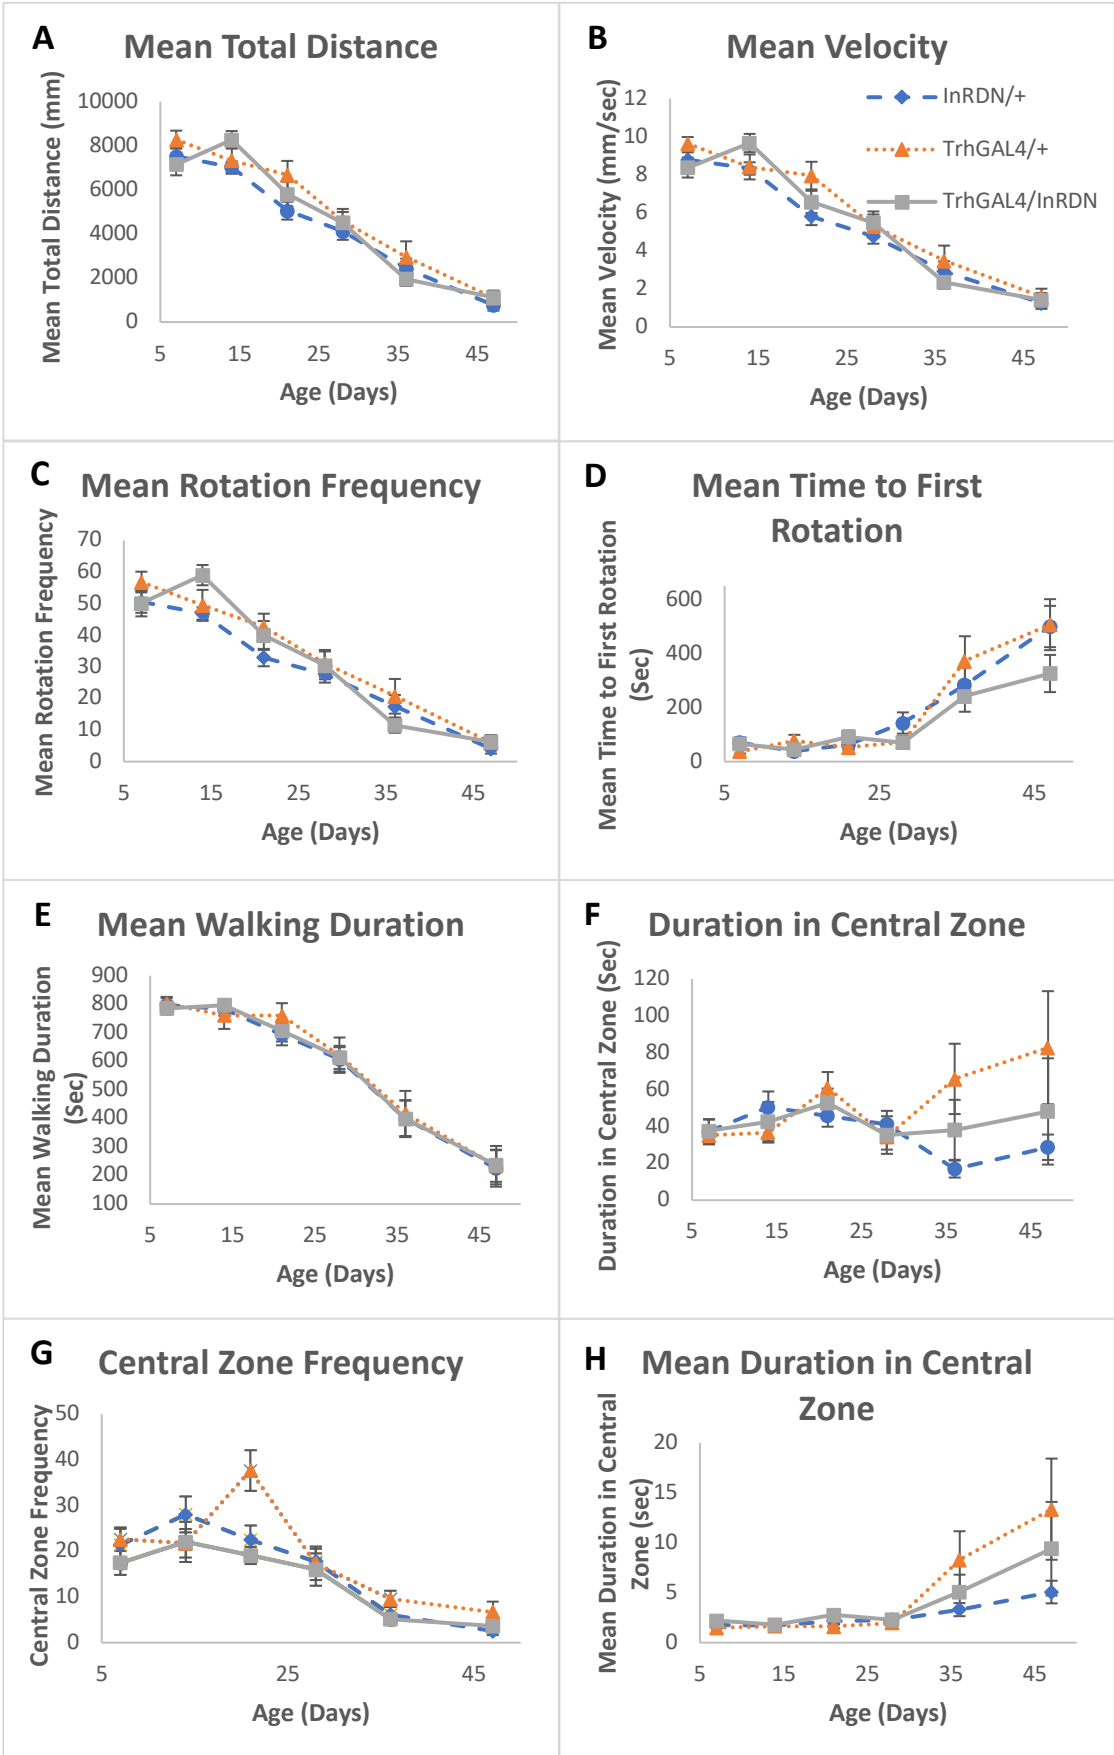 A
Mean Total Distance
Mean Total Distance (mm)
10000
8000
6000
4000
2000
0
5 15 25 35 45
Age (Days)
B
Mean Velocity
Mean Velocity (mm/sec)
12
10
8
6
4
2
0
5 15 25 35 45
Age (Days)
InRDN/+
TrhGAL4/+
TrhGAL4/InRDN
C
Mean Rotation Frequency
Mean Rotation Frequency
70
60
50
40
30
20
10
0
5 15 25 35 45
Age (Days)
D
Mean Time to First
Rotation
Mean Time to First Rotation
(Sec)
600
400
200
0
5 25 45
Age (Days)
E
Mean Walking Duration
Mean Walking Duration
(Sec)
900
800
700
600
500
400
300
200
100
5 15 25 35 45
Age (Days)
F
Duration in Central Zone
Duration in Central Zone (Sec)
120
100
80
60
40
20
0
5 15 25 35 45
Age (Days)
G
Central Zone Frequency
Central Zone Frequency
50
40
30
20
10
0
5 25 45
Age (Days)
H
Mean Duration in Central
Zone
Mean Duration in Central
Zone (sec)
20
15
10
5
0
5 15 25 35 45
Age (Days)